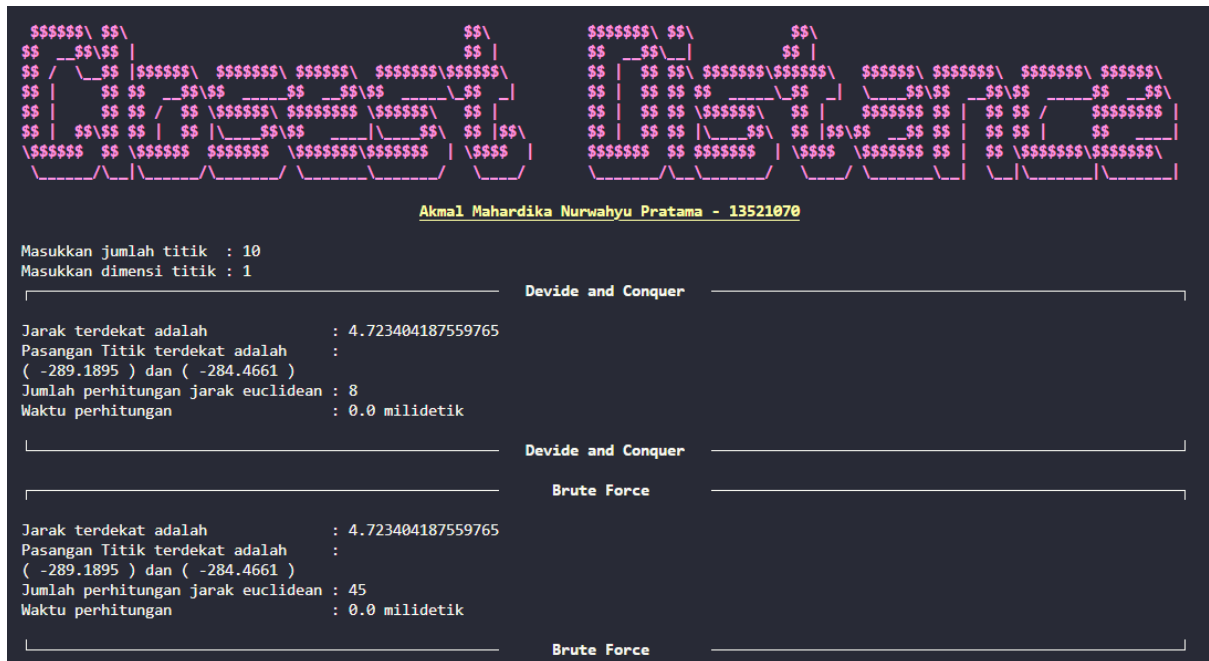 Closest Distance
Akmal Mahardika Nurwahyu Pratama - 13521070
Masukkan jumlah titik : 10
Masukkan dimensi titik : 1
Devide and Conquer
Jarak terdekat adalah : 4.723404187559765
Pasangan Titik terdekat adalah :
( -289.1895 ) dan ( -284.4661 )
Jumlah perhitungan jarak euclidean : 8
Waktu perhitungan : 0.0 milidetik
Devide and Conquer
Brute Force
Jarak terdekat adalah : 4.723404187559765
Pasangan Titik terdekat adalah :
( -289.1895 ) dan ( -284.4661 )
Jumlah perhitungan jarak euclidean : 45
Waktu perhitungan : 0.0 milidetik
Brute Force